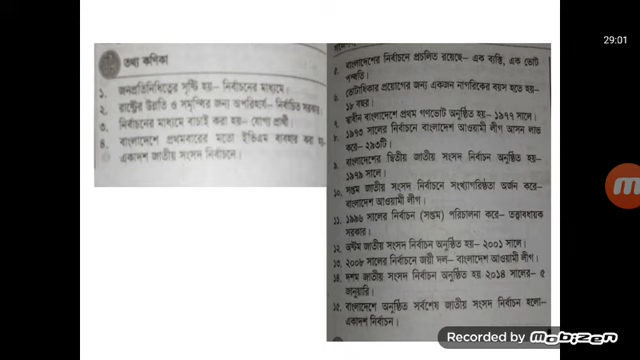 29:01
তথ্য কণিকা
১. জনপ্রতিনিধিত্বের সৃষ্টি হয়- নির্বাচনের মাধ্যমে।
২. রাষ্ট্রের উন্নতি ও সমৃদ্ধির জন্য অপরিহার্য- নির্বাচিত সরকার
৩. নির্বাচনের মাধ্যমে বাচাই করা হয়- যোগ্য প্রার্থী
৪. বাংলাদেশে প্রথমবারের মতো ইভিএম ব্যবহার করা হয়
একাদশ জাতীয় সংসদ নির্বাচনে।
৫. বাংলাদেশের নির্বাচনে প্রচলিত রয়েছে- এক ব্যক্তি, এক ভোট
পদ্ধতি।
৬. ভোটাধিকার প্রয়োগের জন্য একজন নাগরিকের বয়স হতে হয়-
১৮ বছর।
৭. স্বাধীন বাংলাদেশে প্রথম গণভোট অনুষ্ঠিত হয়- ১৯৭৭ সালে।
৮. ১৯৭৩ সালের নির্বাচনে বাংলাদেশ আওয়ামী লীগ আসন লাভ
করে- ২৯৩টি।
৯. বাংলাদেশের দ্বিতীয় জাতীয় সংসদ নির্বাচন অনুষ্ঠিত হয়-
১৯৭৯ সালে।
১০. সপ্তম জাতীয় সংসদ নির্বাচনে সংখ্যাগরিষ্ঠতা অর্জন করে-
বাংলাদেশ আওয়ামী লীগ।
১১. ১৯৯৬ সালের নির্বাচন (সপ্তম) পরিচালনা করে- তত্ত্বাবধায়ক
সরকার।
১২. অষ্টম জাতীয় সংসদ নির্বাচন অনুষ্ঠিত হয়- ২০০১ সালে।
১৩. ২০০৮ সালের নির্বাচনে জয়ী দল- বাংলাদেশ আওয়ামী লীগ।
১৪. দশম জাতীয় সংসদ নির্বাচন অনুষ্ঠিত হয় ২০১৪ সালের- ৫
জানুয়ারি।
১৫. বাংলাদেশে অনুষ্ঠিত সর্বশেষ জাতীয় সংসদ নির্বাচন হলো-
একাদশ নির্বাচন।
Recorded by mobizen